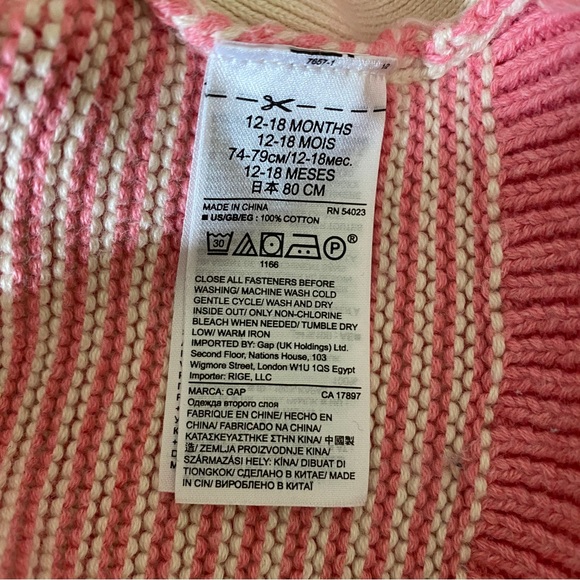 7657-1
12-18 MONTHS
12-18 MOIS
74-79см/12-18мес.
12-18 MESES
日本 80 CM
MADE IN CHINA RN 54023
■ US/GB/EG : 100% COTTON
30 P ®
1166
CLOSE ALL FASTENERS BEFORE
WASHING/ MACHINE WASH COLD
GENTLE CYCLE/ WASH AND DRY
INSIDE OUT/ ONLY NON-CHLORINE
BLEACH WHEN NEEDED/ TUMBLE DRY
LOW/ WARM IRON
IMPORTED BY: Gap (UK Holdings) Ltd.
Second Floor, Nations House, 103
Wigmore Street, London W1U 1QS Egypt
Importer: RIGE, LLC
MARCA: GAP CA 17897
Одежда второго слоя
FABRIQUE EN CHINE/ HECHO EN
CHINA/ FABRICADO NA CHINA/
ΚΑΤΑΣΚΕΥΑΣΤΗΚΕ ΣΤΗΝ ΚΙΝΑ/ 中國製
造/ ZEMLJA PROIZVODNJE KINA/
SZÁRMAZÁSI HELY: KÍNA/ DIBUAT DI
TIONGKOK/ СДЕЛАНО В КИТАЕ/ MADE
IN CIN/ ВИРОБЛЕНО В КИТАЇ